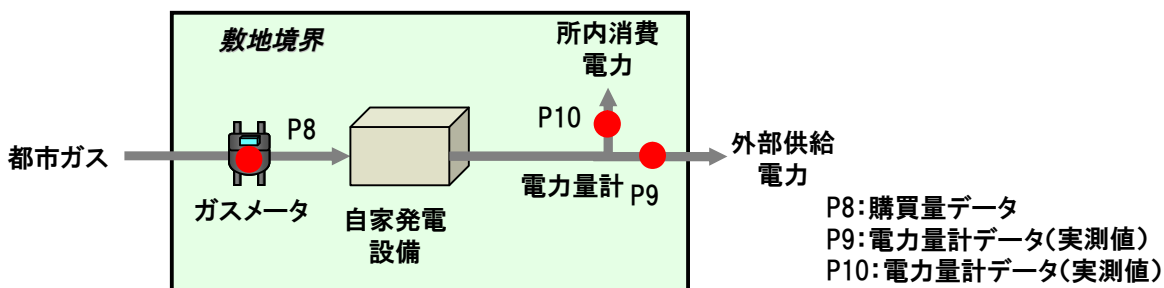 敷地境界
所内消費
電力
P10
P8
都市ガス
外部供給
電力
電力量計 P9
ガスメータ
自家発電
設備
P8:購買量データ
P9:電力量計データ(実測値)
P10:電力量計データ(実測値)